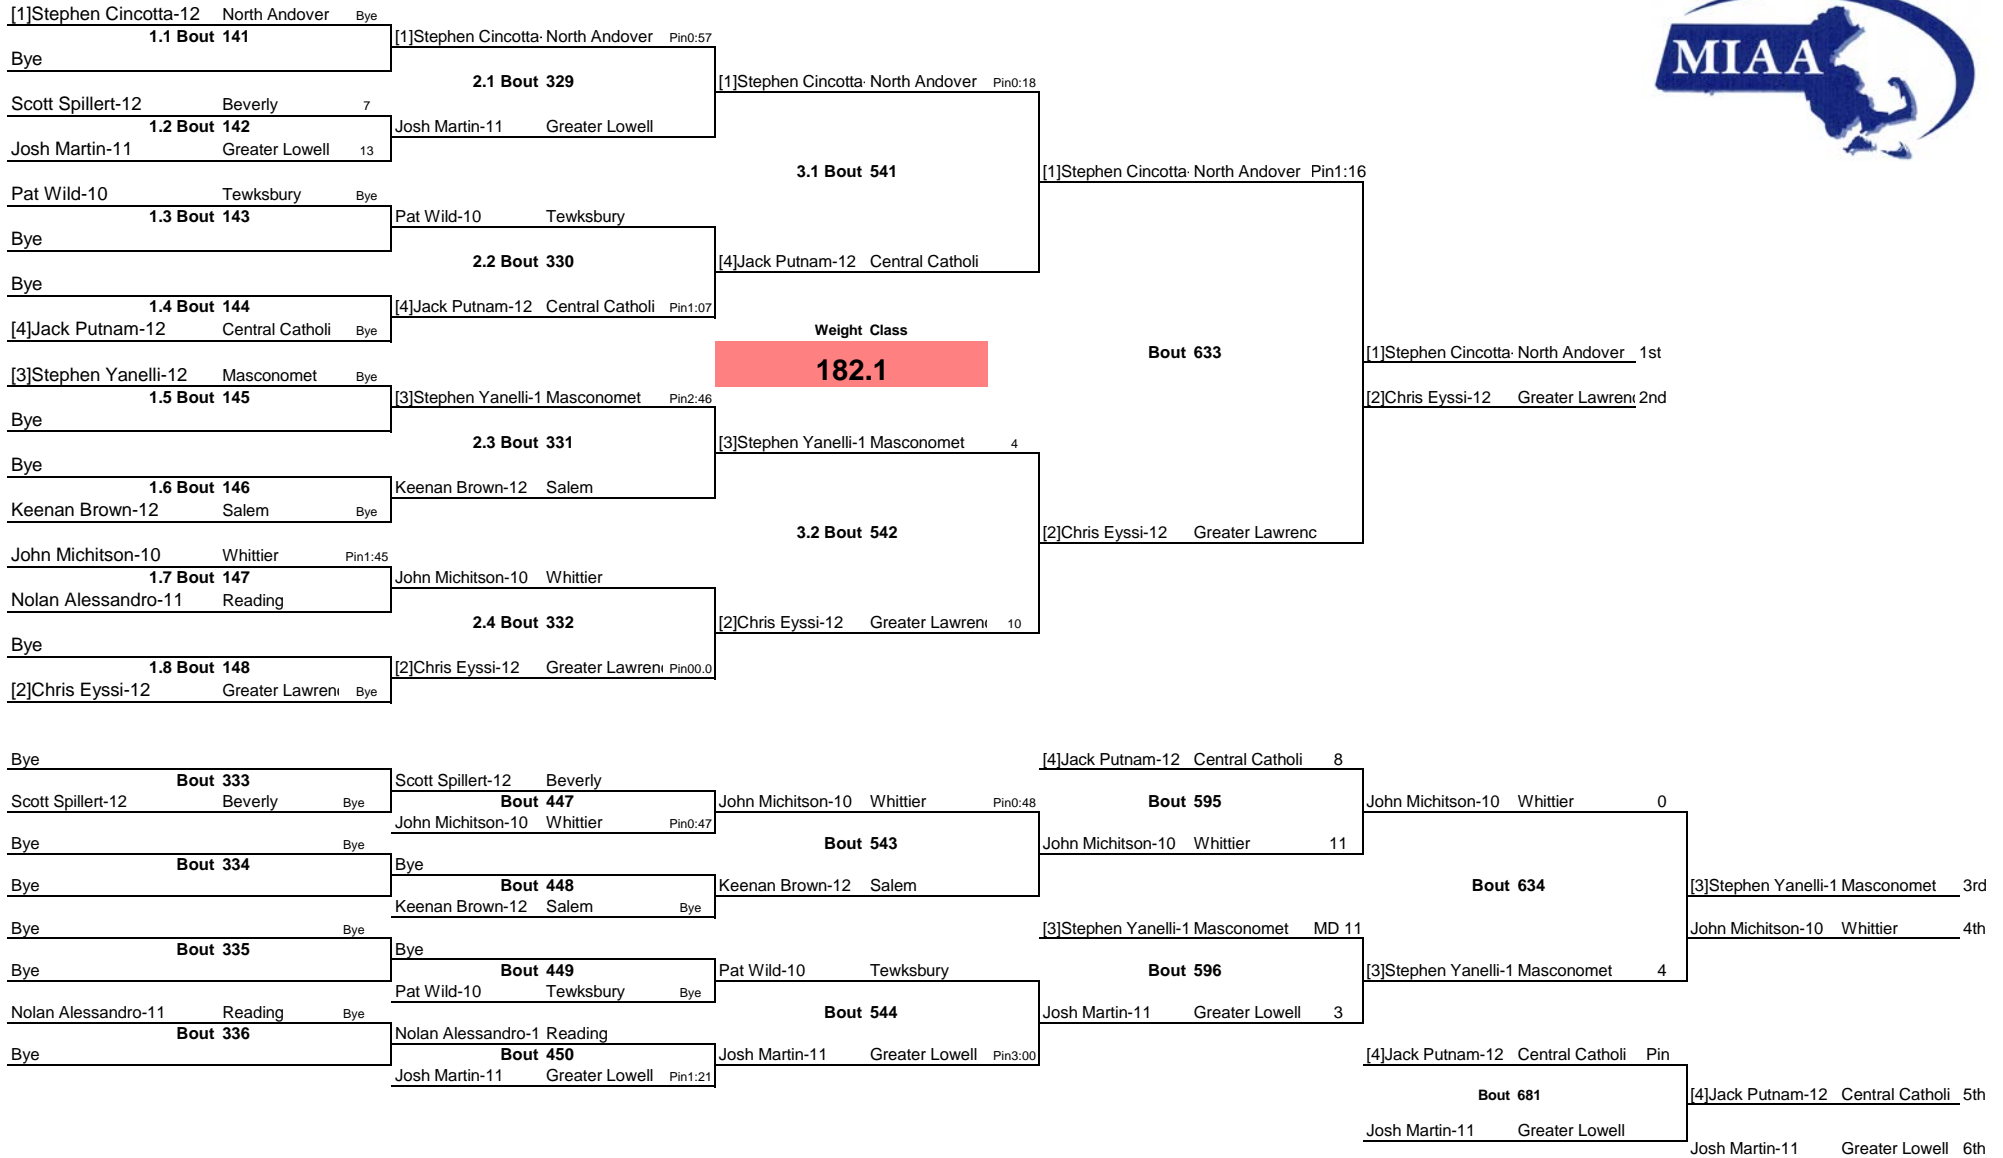 [1]Stephen Cincotta-12 North Andover Bye
1.1 Bout 141
Bye
[1]Stephen Cincotta- North Andover Pin0:57
2.1 Bout 329
[1]Stephen Cincotta- North Andover Pin0:18
MIAA
Scott Spillert-12 Beverly 7
1.2 Bout 142
Josh Martin-11 Greater Lowell
Josh Martin-11 Greater Lowell 13
3.1 Bout 541
[1]Stephen Cincotta- North Andover Pin1:16
Pat Wild-10 Tewksbury Bye
1.3 Bout 143
Pat Wild-10 Tewksbury
Bye
2.2 Bout 330
[4]Jack Putnam-12 Central Catholi
Bye
1.4 Bout 144
[4]Jack Putnam-12 Central Catholi Pin1:07
[4]Jack Putnam-12 Central Catholi Bye
Weight Class
182.1
Bout 633
[1]Stephen Cincotta- North Andover 1st
[3]Stephen Yanelli-12 Masconomet Bye
1.5 Bout 145
[3]Stephen Yanelli-1 Masconomet Pin2:46
[2]Chris Eyssi-12 Greater Lawrenc 2nd
Bye
2.3 Bout 331
[3]Stephen Yanelli-1 Masconomet 4
Bye
1.6 Bout 146
Keenan Brown-12 Salem
Keenan Brown-12 Salem Bye
3.2 Bout 542
[2]Chris Eyssi-12 Greater Lawrenc
John Michitson-10 Whittier Pin1:45
1.7 Bout 147
John Michitson-10 Whittier
Nolan Alessandro-11 Reading
2.4 Bout 332
[2]Chris Eyssi-12 Greater Lawrenc 10
Bye
1.8 Bout 148
[2]Chris Eyssi-12 Greater Lawrenc Pin00.0
[2]Chris Eyssi-12 Greater Lawrenc Bye
Bye
[4]Jack Putnam-12 Central Catholi 8
Bout 333
Scott Spillert-12 Beverly
Scott Spillert-12 Beverly Bye
Bout 447
John Michitson-10 Whittier Pin0:48
Bout 595
John Michitson-10 Whittier 0
John Michitson-10 Whittier Pin0:47
Bye Bye
Bout 543
John Michitson-10 Whittier 11
Bout 334
Bye
Bye
Bout 448
Keenan Brown-12 Salem
Bout 634
[3]Stephen Yanelli-1 Masconomet 3rd
Keenan Brown-12 Salem Bye
Bye Bye
[3]Stephen Yanelli-1 Masconomet MD 11
John Michitson-10 Whittier 4th
Bout 335
Bye
Bye
Bout 449
Pat Wild-10 Tewksbury
Bout 596
[3]Stephen Yanelli-1 Masconomet 4
Pat Wild-10 Tewksbury Bye
Nolan Alessandro-11 Reading Bye
Bout 544
Josh Martin-11 Greater Lowell 3
Bout 336
Nolan Alessandro-1 Reading
Bye
Bout 450
Josh Martin-11 Greater Lowell Pin3:00
[4]Jack Putnam-12 Central Catholi Pin
Josh Martin-11 Greater Lowell Pin1:21
Bout 681
[4]Jack Putnam-12 Central Catholi 5th
Josh Martin-11 Greater Lowell
Josh Martin-11 Greater Lowell 6th